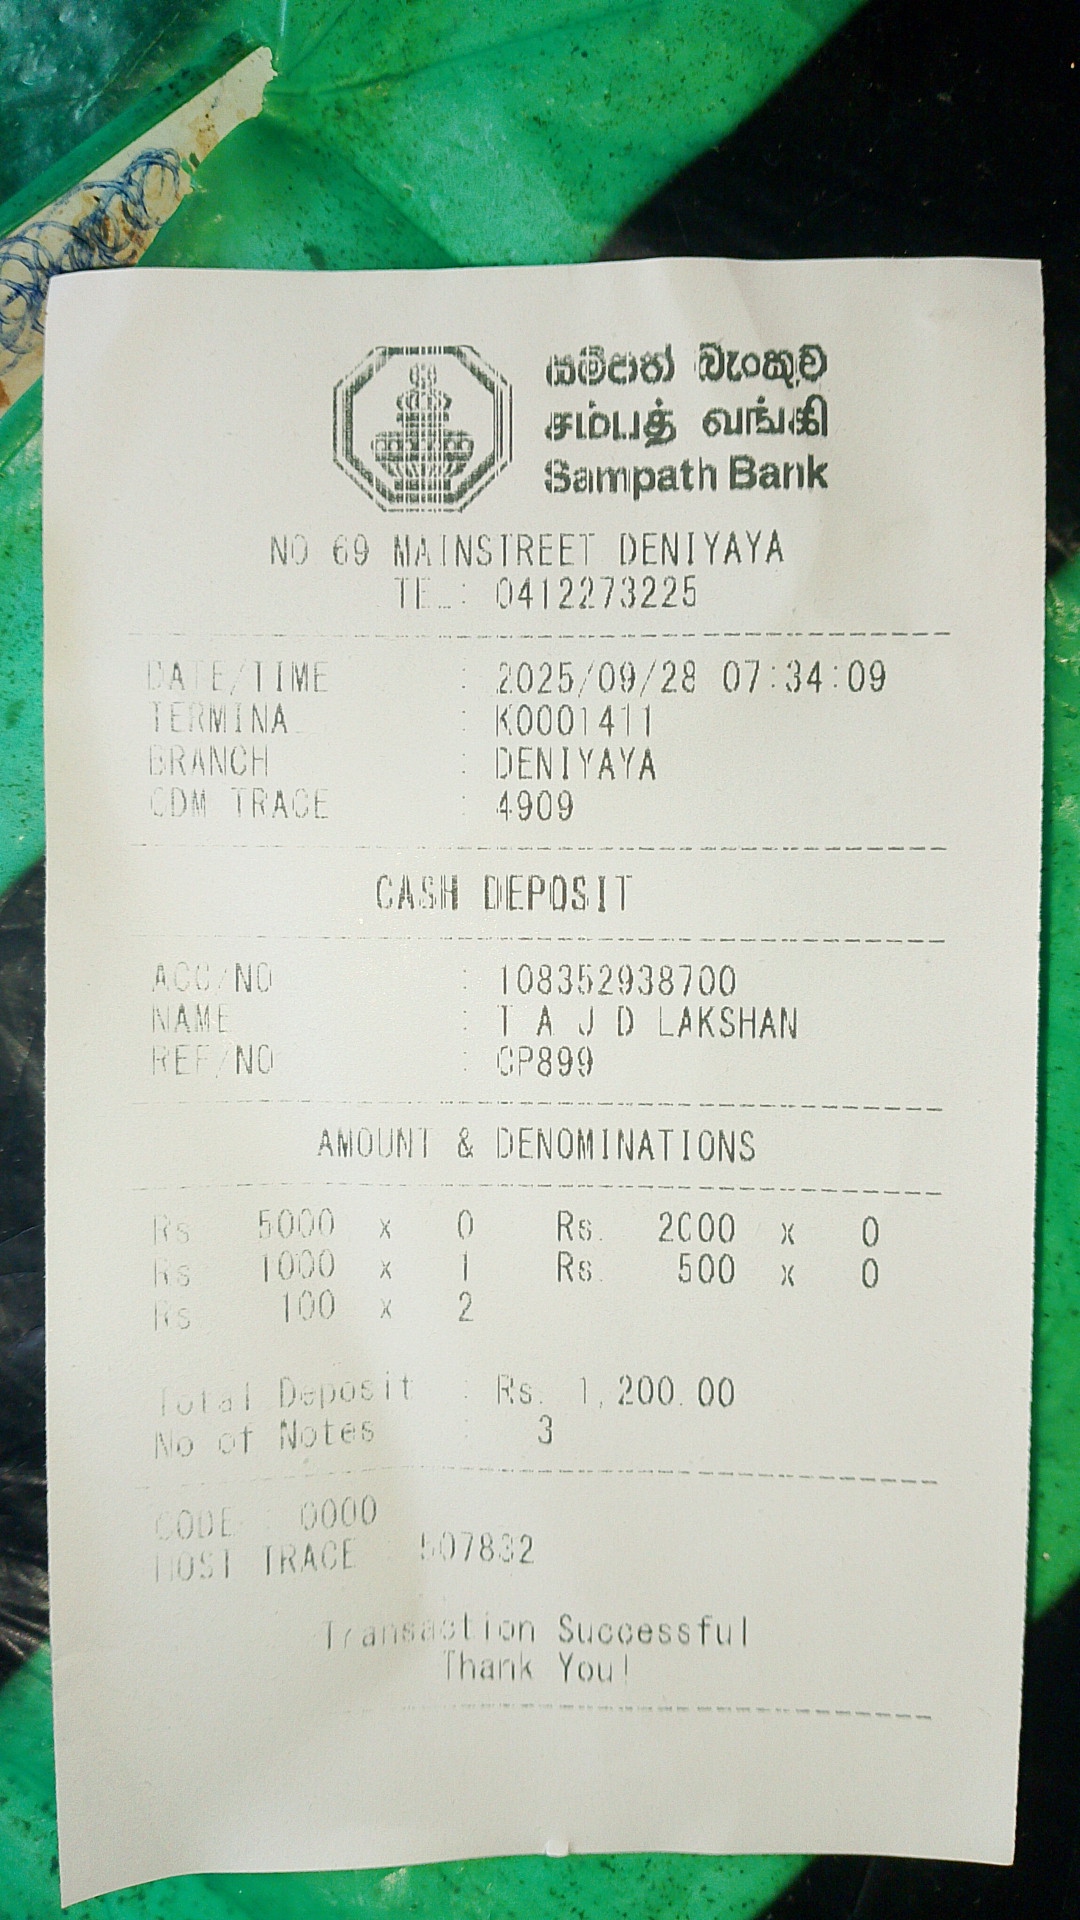 සම්පත් බැංකුව
சம்பத் வங்கி
Sampath Bank
NO 69 MAINSTREET DENIYAYA
TEL: 0412273225
DATE/TIME : 2025/09/28 07:34:09
TERMINAL : K0001411
BRANCH : DENIYAYA
CDM TRACE : 4909
CASH DEPOSIT
ACC/NO : 108352938700
NAME : T A J D LAKSHAN
REF/NO : CP899
AMOUNT & DENOMINATIONS
Rs 5000 x 0 Rs. 2000 x 0
Rs 1000 x 1 Rs. 500 x 0
Rs 100 x 2
Total Deposit : Rs. 1,200.00
No of Notes : 3
CODE : 0000
HOST TRACE : 507832
Transaction Successful
Thank You!